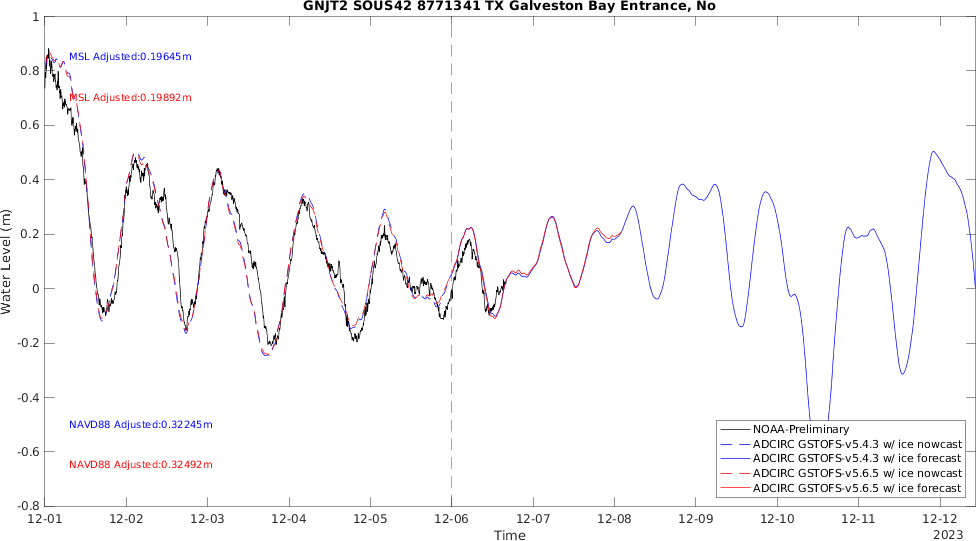 GNJT2 SOUS42 8771341 TX Galveston Bay Entrance, No
1
0.8
0.6
0.4
0.2
0
-0.2
-0.4
-0.6
-0.8
Water Level (m)
MSL Adjusted:0.19645m
MSL Adjusted:0.19892m
NAVD88 Adjusted:0.32245m
NAVD88 Adjusted:0.32492m
NOAA-Preliminary
ADCIRC GSTOFS-v5.4.3 w/ ice nowcast
ADCIRC GSTOFS-v5.4.3 w/ ice forecast
ADCIRC GSTOFS-v5.6.5 w/ ice nowcast
ADCIRC GSTOFS-v5.6.5 w/ ice forecast
12-01 12-02 12-03 12-04 12-05 12-06 12-07 12-08 12-09 12-10 12-11 12-12
Time
2023